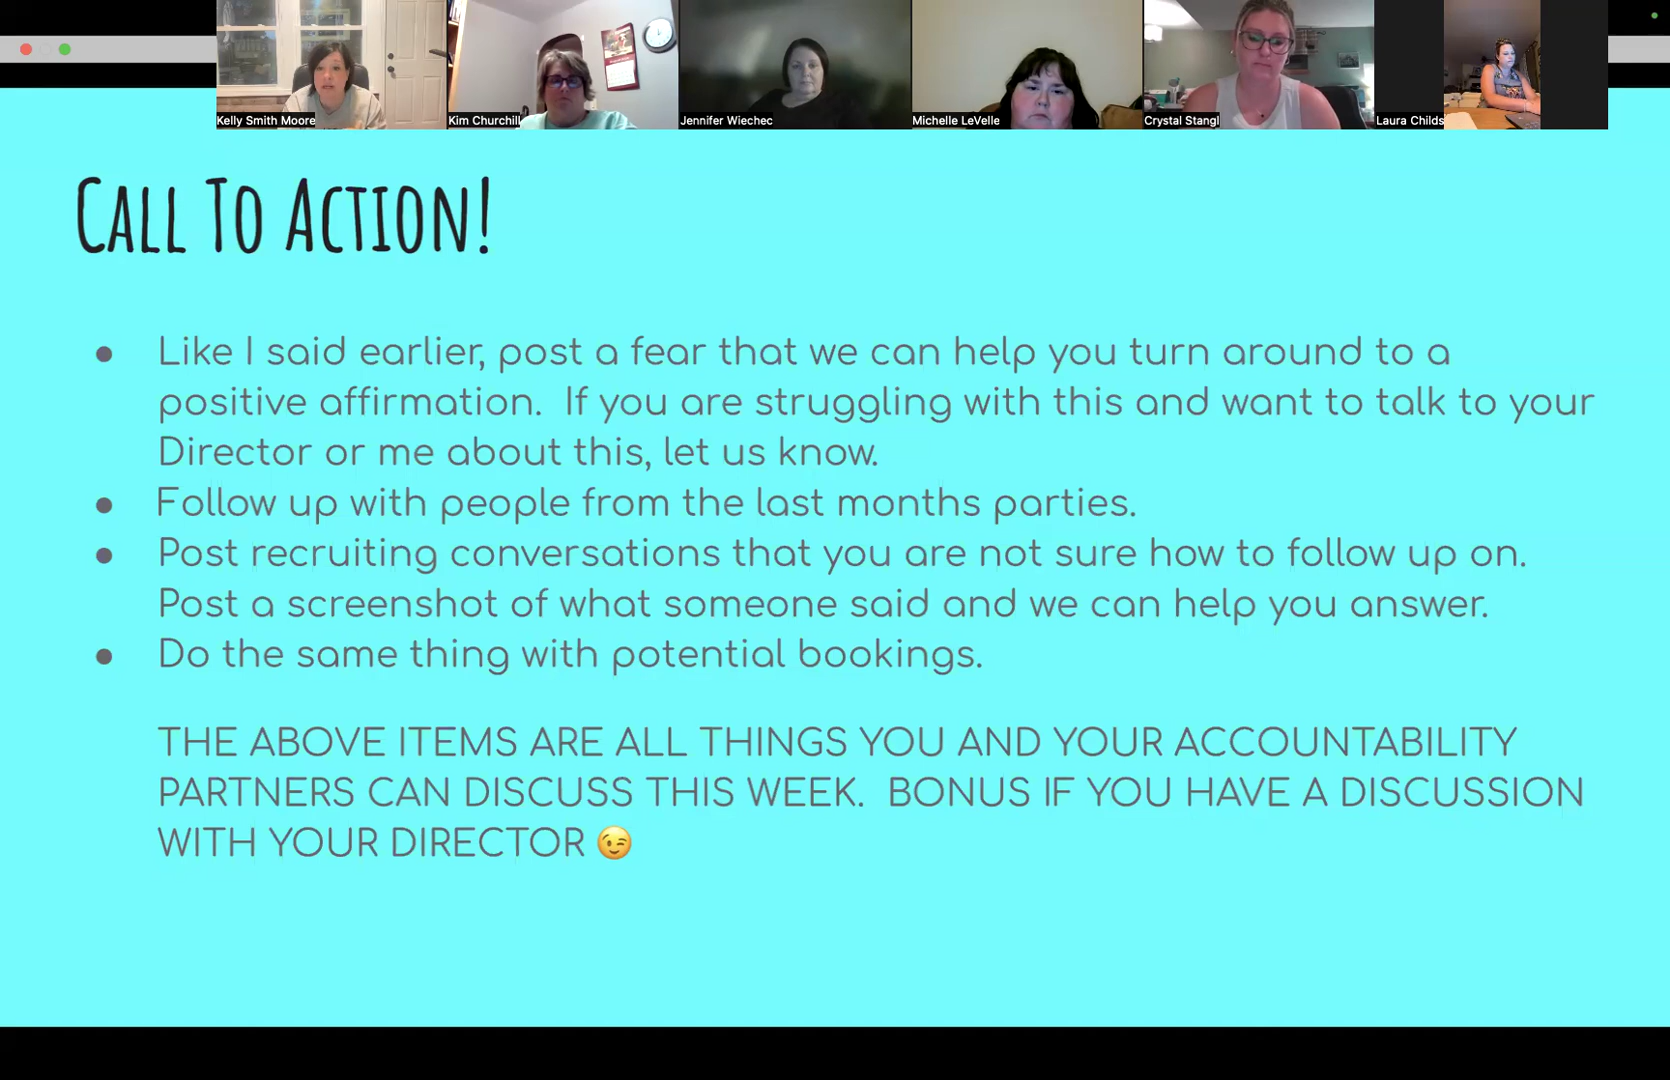 Kelly Smith Moore
Kim Churchill
Jennifer Wiechec
Michelle LeVelle
Crystal Stangl
Laura Childs
CALL TO ACTION!
● Like I said earlier, post a fear that we can help you turn around to a
positive affirmation.  If you are struggling with this and want to talk to your
Director or me about this, let us know.
● Follow up with people from the last months parties.
● Post recruiting conversations that you are not sure how to follow up on.
Post a screenshot of what someone said and we can help you answer.
● Do the same thing with potential bookings.
THE ABOVE ITEMS ARE ALL THINGS YOU AND YOUR ACCOUNTABILITY
PARTNERS CAN DISCUSS THIS WEEK.  BONUS IF YOU HAVE A DISCUSSION
WITH YOUR DIRECTOR 😉